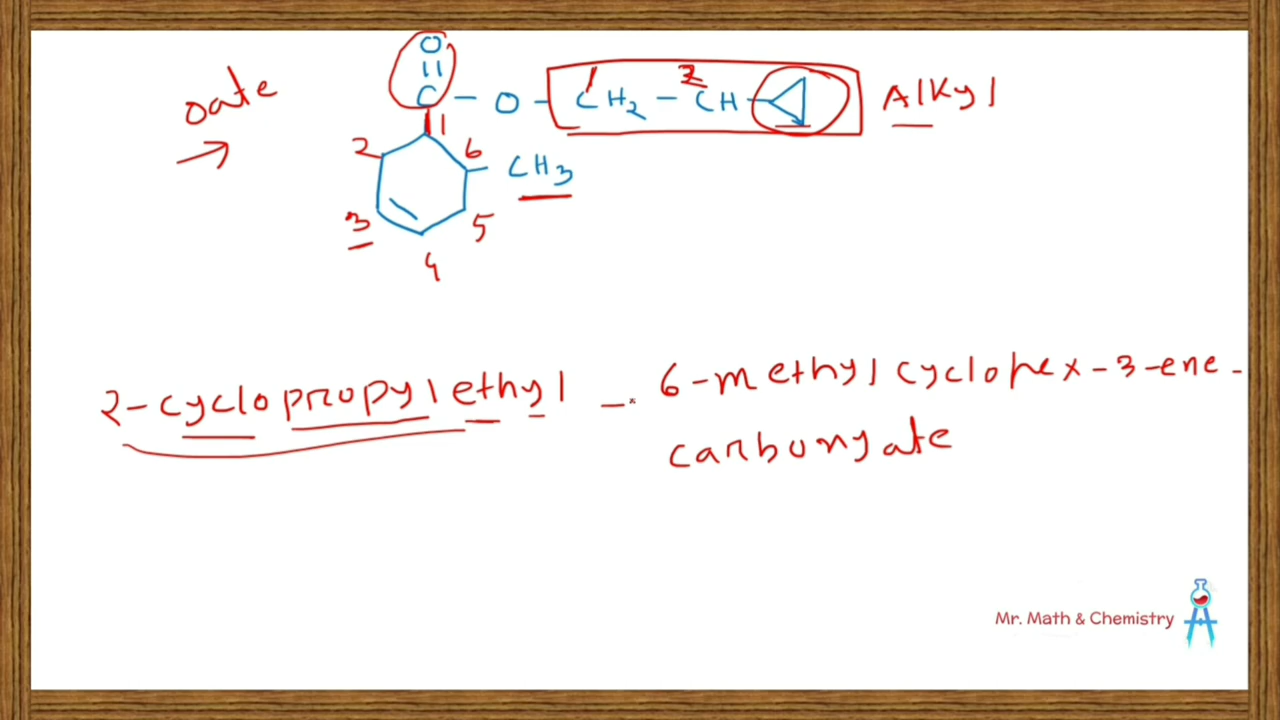 O
||
C – O – CH2 – CH –
1
2
Alkyl
oate
→
1
2
6
CH3
3
5
4
2-cyclopropylethyl –
6-methylcyclohex-3-ene-
carboxyate
Mr. Math & Chemistry